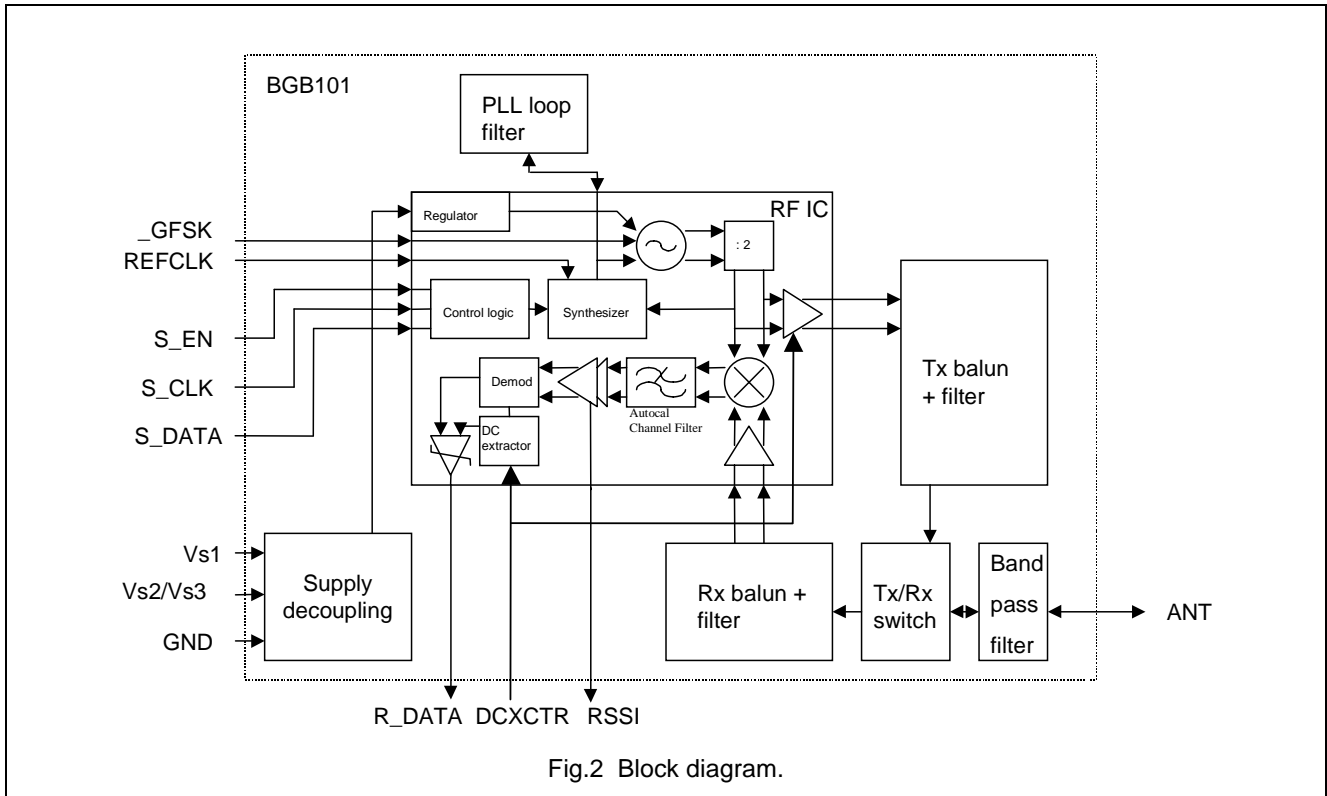 BGB101
PLL loop
filter
RF IC
Regulator
_GFSK
REFCLK
: 2
S_EN
S_CLK
S_DATA
Control logic
Synthesizer
Tx balun
+ filter
Demod
Autocal
Channel Filter
DC
extractor
Vs1
Vs2/Vs3
GND
Supply
decoupling
Rx balun +
filter
Tx/Rx
switch
Band
pass
filter
ANT
R_DATA DCXCTR RSSI
Fig.2 Block diagram.